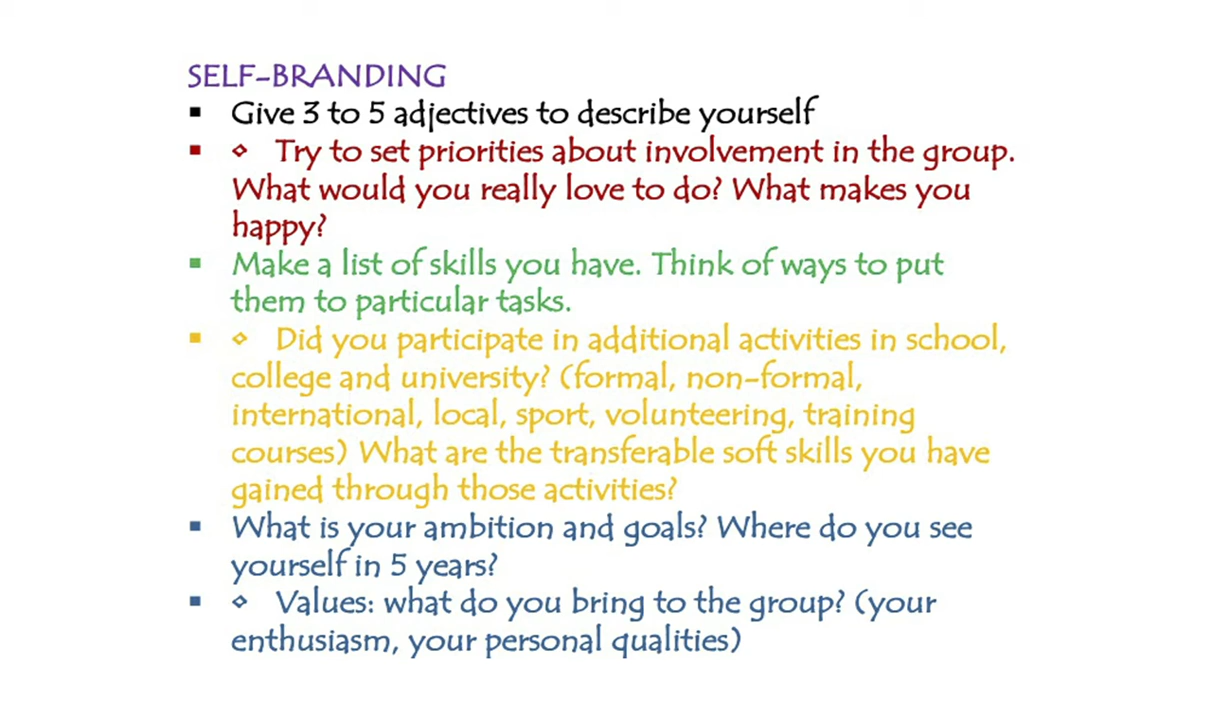 SELF-BRANDING
▪ Give 3 to 5 adjectives to describe yourself
▪ ⋄ Try to set priorities about involvement in the group.
What would you really love to do? What makes you
happy?
▪ Make a list of skills you have. Think of ways to put
them to particular tasks.
▪ ⋄ Did you participate in additional activities in school,
college and university? (formal, non-formal,
international, local, sport, volunteering, training
courses) What are the transferable soft skills you have
gained through those activities?
▪ What is your ambition and goals? Where do you see
yourself in 5 years?
▪ ⋄ Values: what do you bring to the group? (your
enthusiasm, your personal qualities)